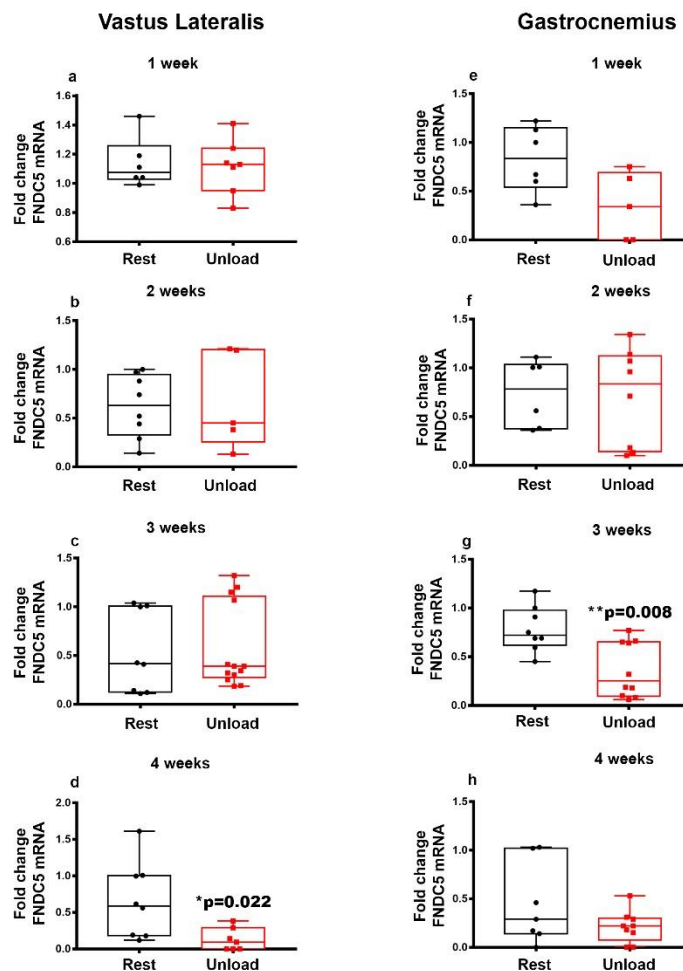 Vastus Lateralis
Gastrocnemius
a
1 week
Fold change
FNDC5 mRNA
1.6
1.4
1.2
1.0
0.8
0.6
Rest
Unload
b
2 weeks
Fold change
FNDC5 mRNA
1.5
1.0
0.5
0.0
Rest
Unload
c
3 weeks
Fold change
FNDC5 mRNA
1.5
1.0
0.5
0.0
Rest
Unload
d
4 weeks
Fold change
FNDC5 mRNA
2.0
1.5
1.0
0.5
0.0
*p=0.022
Rest
Unload
e
1 week
Fold change
FNDC5 mRNA
1.5
1.0
0.5
0.0
Rest
Unload
f
2 weeks
Fold change
FNDC5 mRNA
1.5
1.0
0.5
0.0
Rest
Unload
g
3 weeks
Fold change
FNDC5 mRNA
1.5
1.0
0.5
0.0
**p=0.008
Rest
Unload
h
4 weeks
Fold change
FNDC5 mRNA
1.5
1.0
0.5
0.0
Rest
Unload